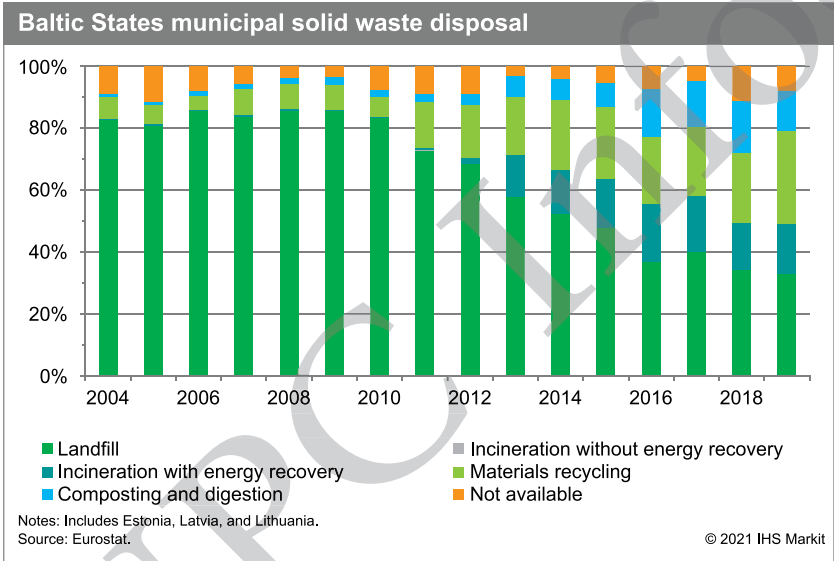 Baltic States municipal solid waste disposal
100%
80%
60%
40%
20%
0%
2004 2006 2008 2010 2012 2014 2016 2018
Landfill Incineration without energy recovery
Incineration with energy recovery Materials recycling
Composting and digestion Not available
Notes: Includes Estonia, Latvia, and Lithuania.
Source: Eurostat. © 2021 IHS Markit